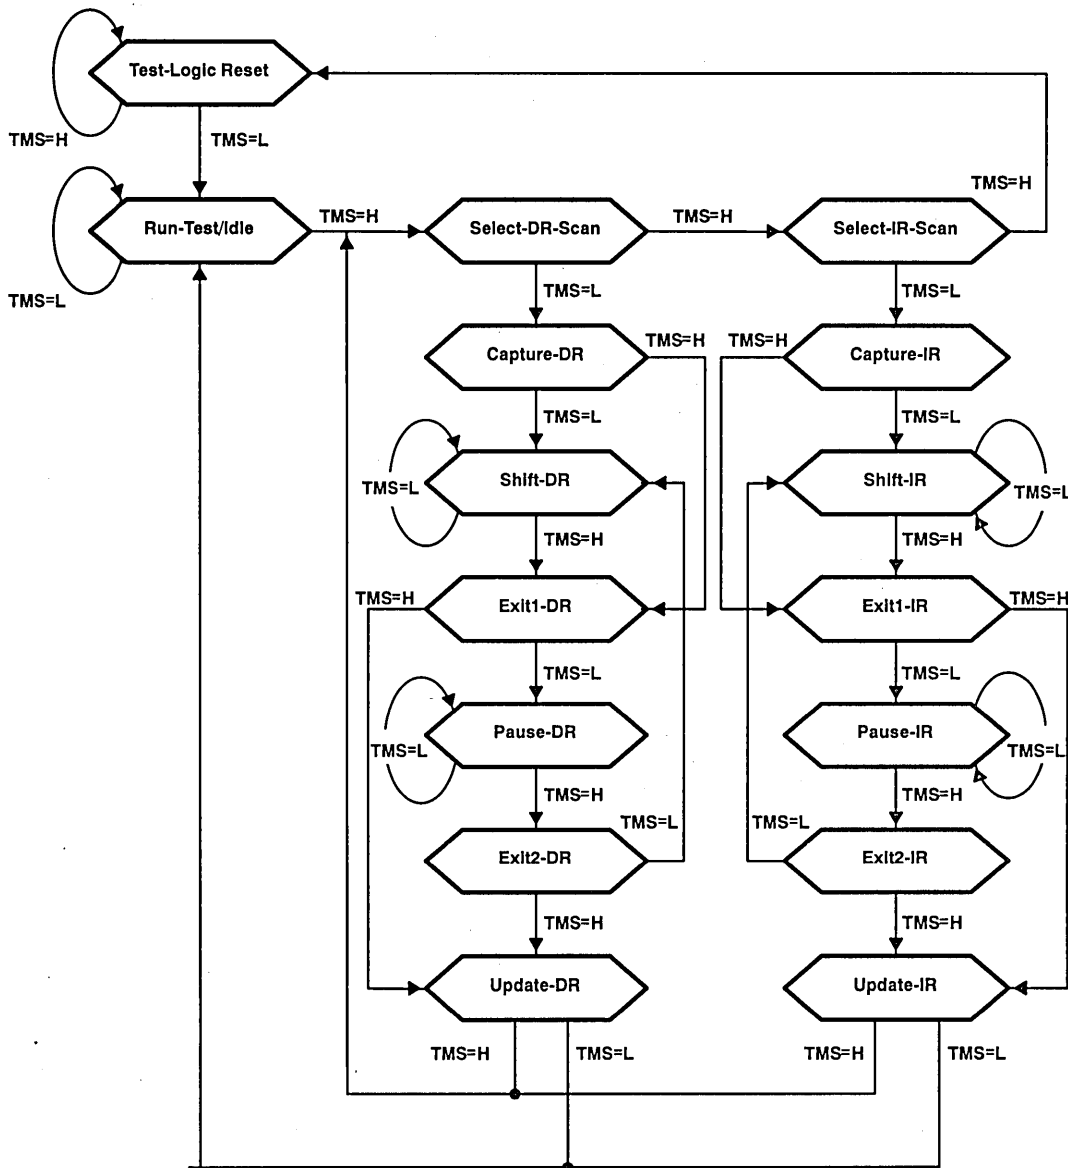 Test-Logic Reset
TMS=H
TMS=L
TMS=H
Run-Test/Idle
TMS=H
Select-DR-Scan
TMS=H
Select-IR-Scan
TMS=L
TMS=L
TMS=L
TMS=H
TMS=H
Capture-DR
Capture-IR
TMS=L
TMS=L
Shift-DR
Shift-IR
TMS=L
TMS=L
TMS=H
TMS=H
TMS=H
Exit1-DR
Exit1-IR
TMS=H
TMS=L
TMS=L
Pause-DR
Pause-IR
TMS=L
TMS=L
TMS=H
TMS=H
TMS=L
TMS=L
Exit2-DR
Exit2-IR
TMS=H
TMS=H
Update-DR
Update-IR
TMS=H
TMS=L
TMS=H
TMS=L